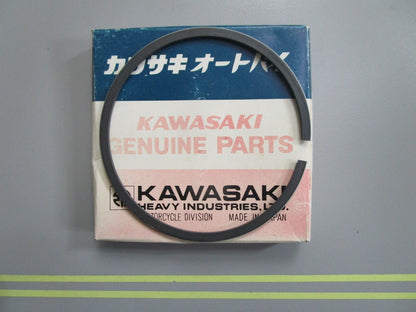 カワサキ オートバイ
KAWASAKI
GENUINE PARTS
KAWASAKI
HEAVY INDUSTRIES, LTD.
MOTORCYCLE DIVISION MADE IN JAPAN